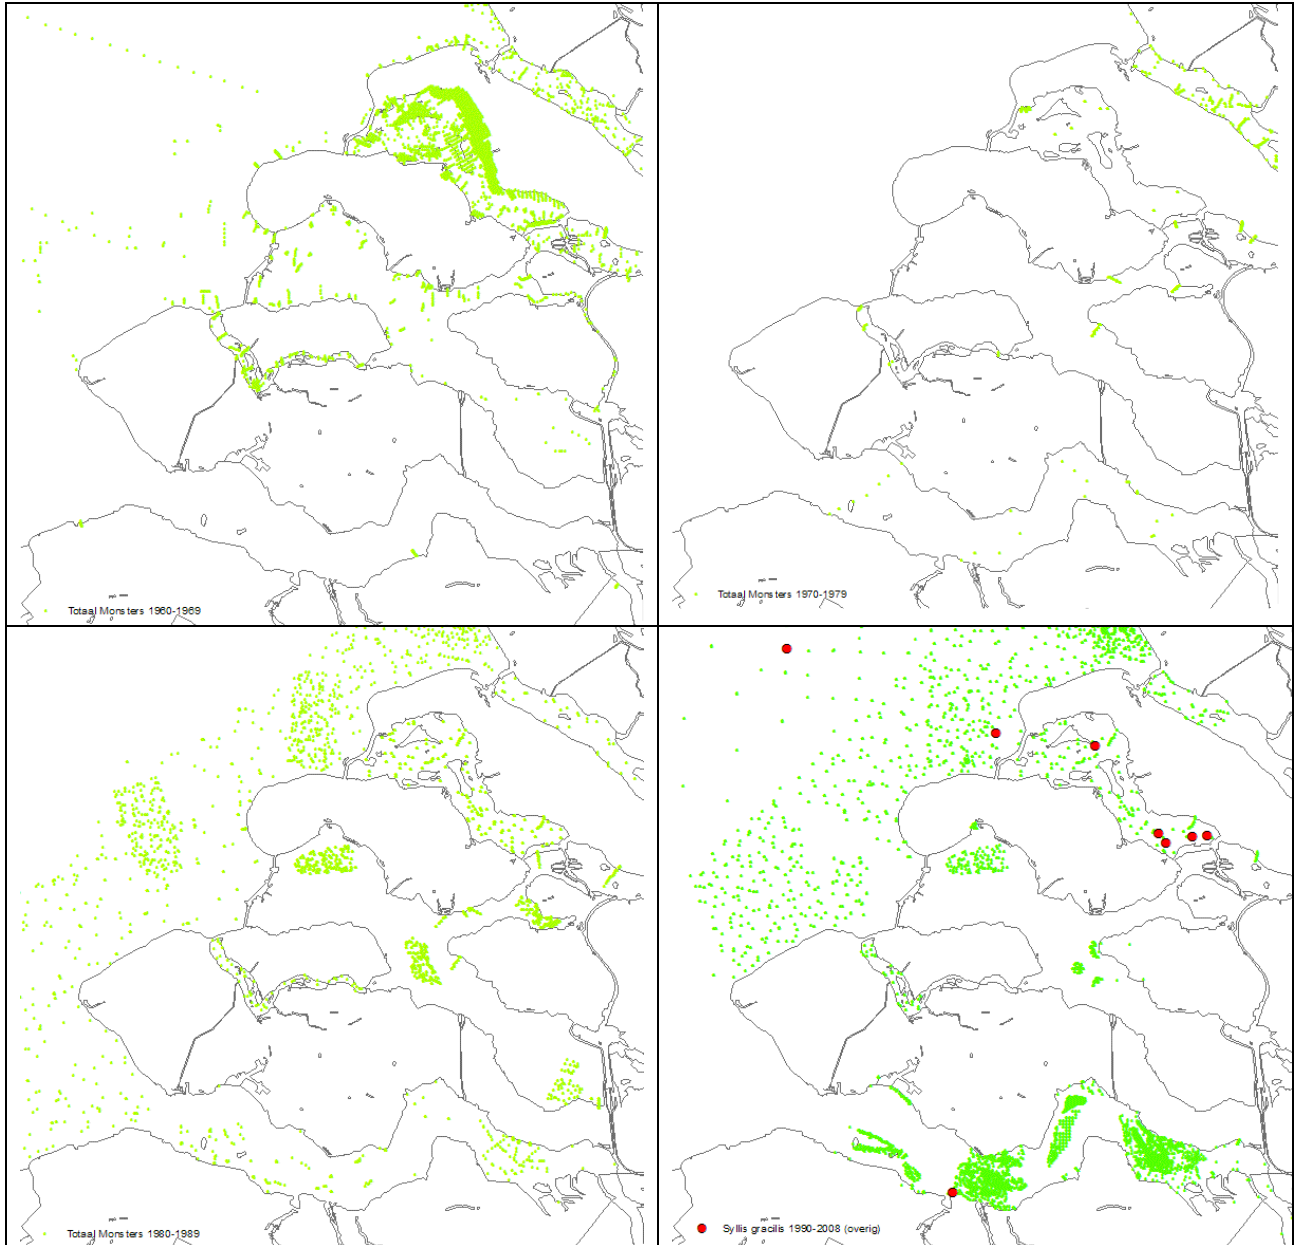 Totaal Monsters 1960-1969
Totaal Monsters 1970-1979
Totaal Monsters 1980-1989
Syllis gracilis 1990-2008 (overig)